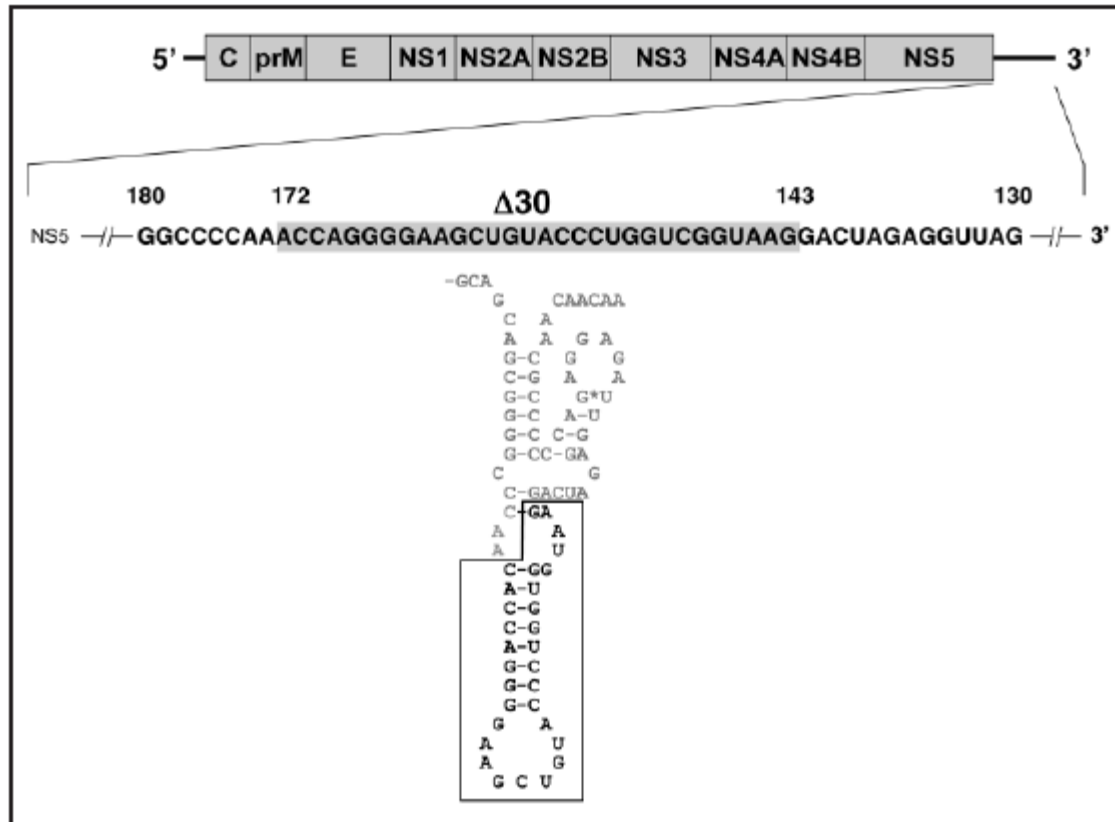 5' C prM E NS1 NS2A NS2B NS3 NS4A NS4B NS5 3'
180 172 Δ30 143 130
NS5 —//— GGCCCCAAACCAGGGGAAGCUGUACCCUGGUCGGUAAGGACUAGAGGUUAG —//— 3'
-GCA
G CAACAA
C A
A A G A
G-C G G
C-G A A
G-C G*U
G-C A-U
G-C C-G
G-CC-GA
C G
C-GACUA
C-GA
A A
A U
C-GG
A-U
C-G
C-G
A-U
G-C
G-C
G-C
G A
A U
A G
G C U